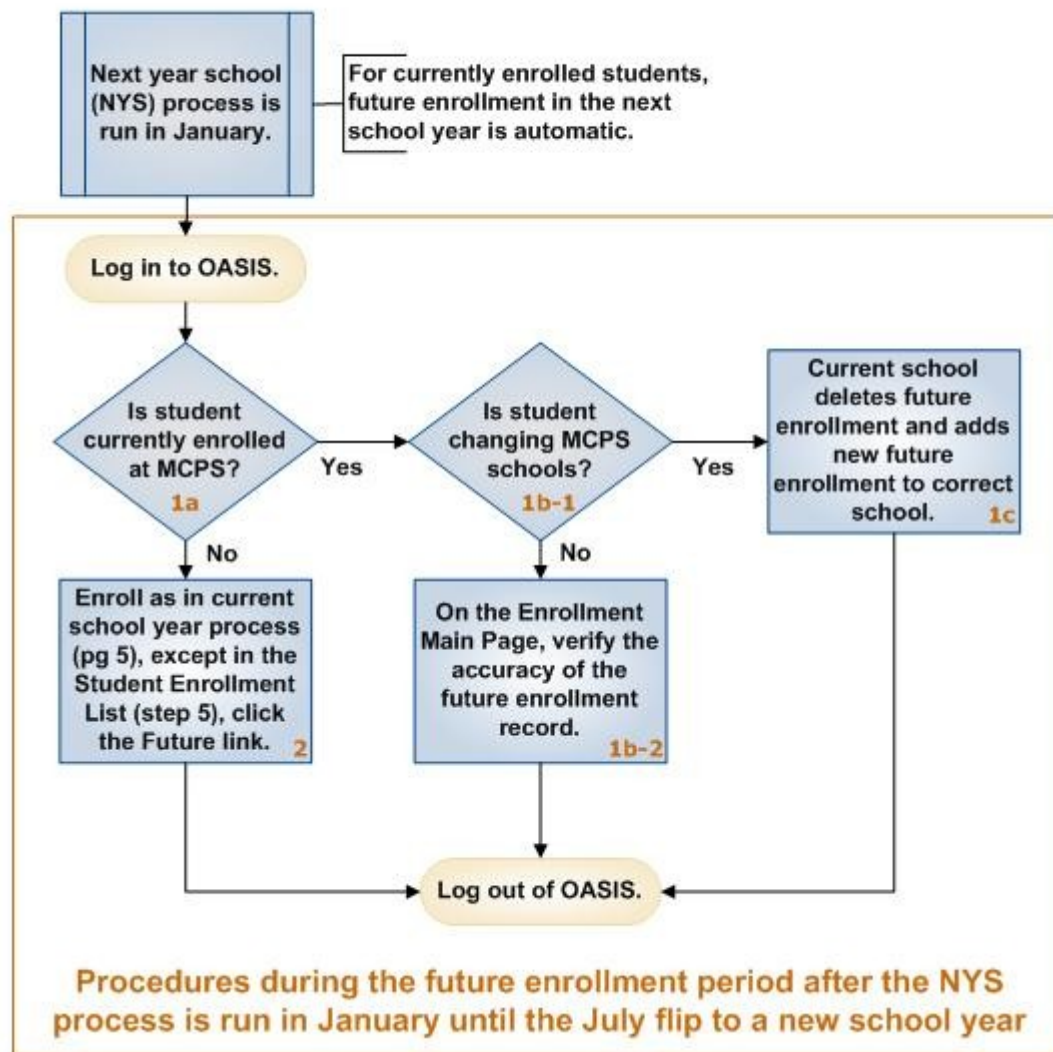 Next year school
(NYS) process is
run in January.
For currently enrolled students,
future enrollment in the next
school year is automatic.
Log in to OASIS.
Is student
currently enrolled
at MCPS?
1a
Yes
Is student
changing MCPS
schools?
1b-1
Yes
Current school
deletes future
enrollment and adds
new future
enrollment to correct
school.
1c
No
No
Enroll as in current
school year process
(pg 5), except in the
Student Enrollment
List (step 5), click
the Future link.
2
On the Enrollment
Main Page, verify the
accuracy of the
future enrollment
record.
1b-2
Log out of OASIS.
Procedures during the future enrollment period after the NYS
process is run in January until the July flip to a new school year